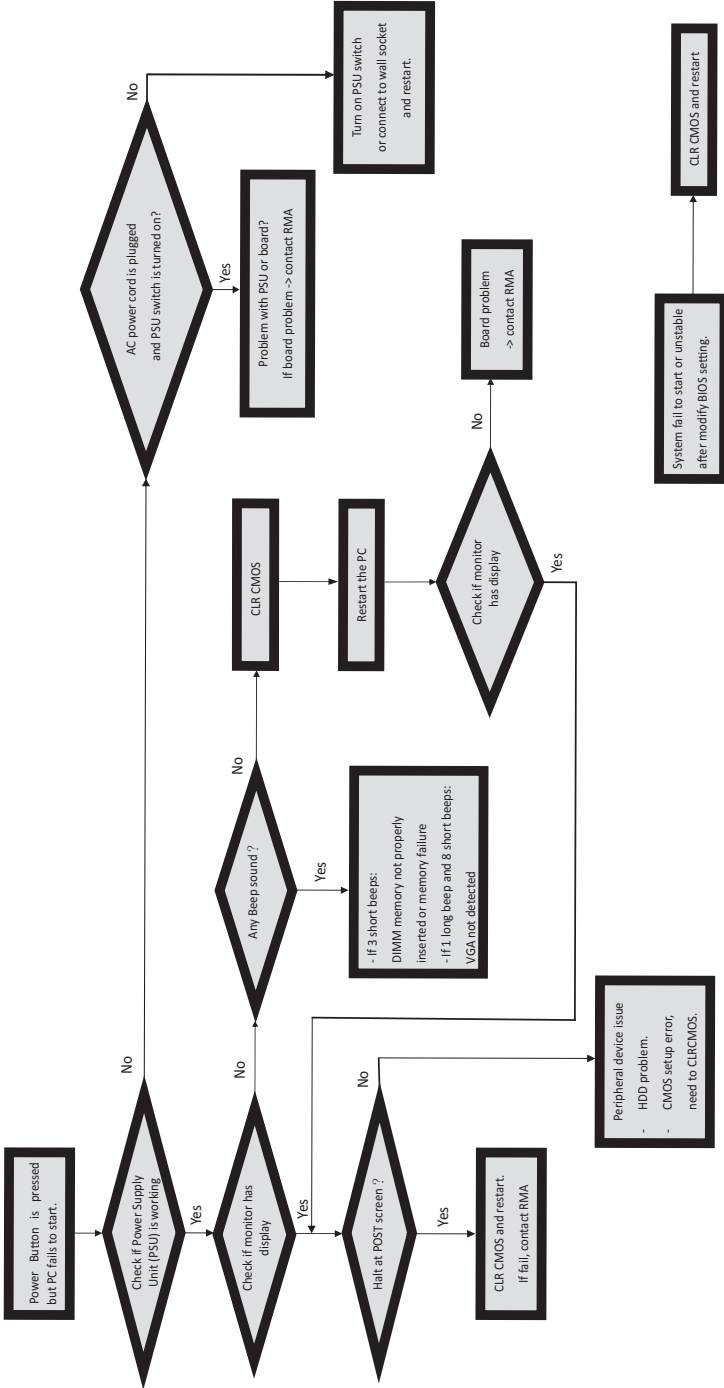 Power Button is pressed
but PC fails to start.
Check if Power Supply
Unit (PSU) is working
No
Yes
AC power cord is plugged
and PSU switch is turned on?
No
Yes
Turn on PSU switch
or connect to wall socket
and restart.
Problem with PSU or board?
If board problem -> contact RMA
Check if monitor has
display
No
Yes
Any Beep sound ?
No
Yes
CLR CMOS
Restart the PC
Check if monitor
has display
No
Yes
Board problem
-> contact RMA
- If 3 short beeps:
DIMM memory not properly
inserted or memory failure
- If 1 long beep and 8 short beeps:
VGA not detected
Halt at POST screen ?
No
Yes
CLR CMOS and restart.
If fail, contact RMA
Peripheral device issue
- HDD problem.
- CMOS setup error,
need to CLRCMOS.
System fail to start or unstable
after modify BIOS setting.
CLR CMOS and restart